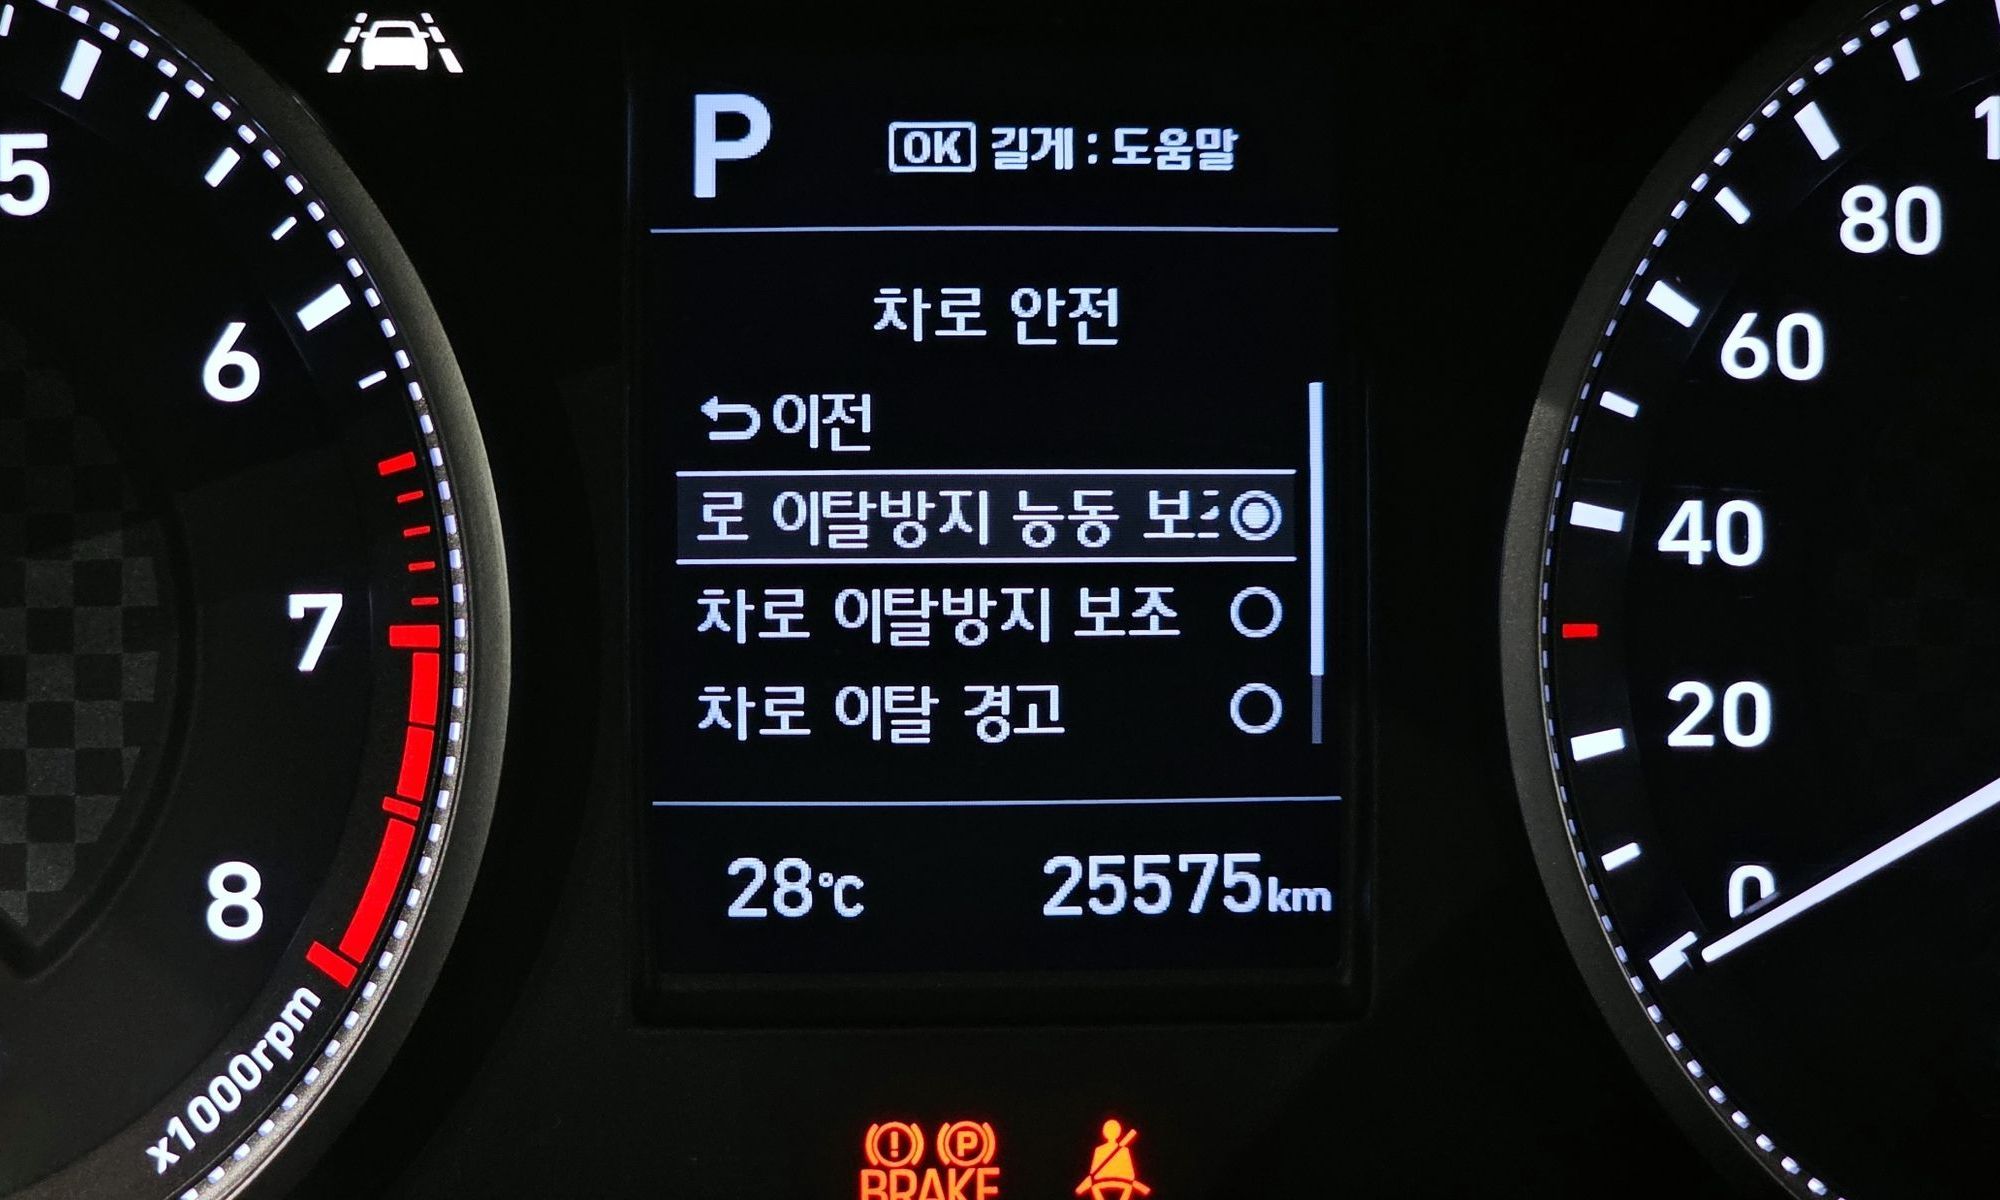 P
OK 길게 : 도움말
차로 안전
이전
로 이탈방지 능동 보조
차로 이탈방지 보조
차로 이탈 경고
28°C 25575km
5
6
7
8
x1000rpm
80
60
40
20
0
P
BRAKE